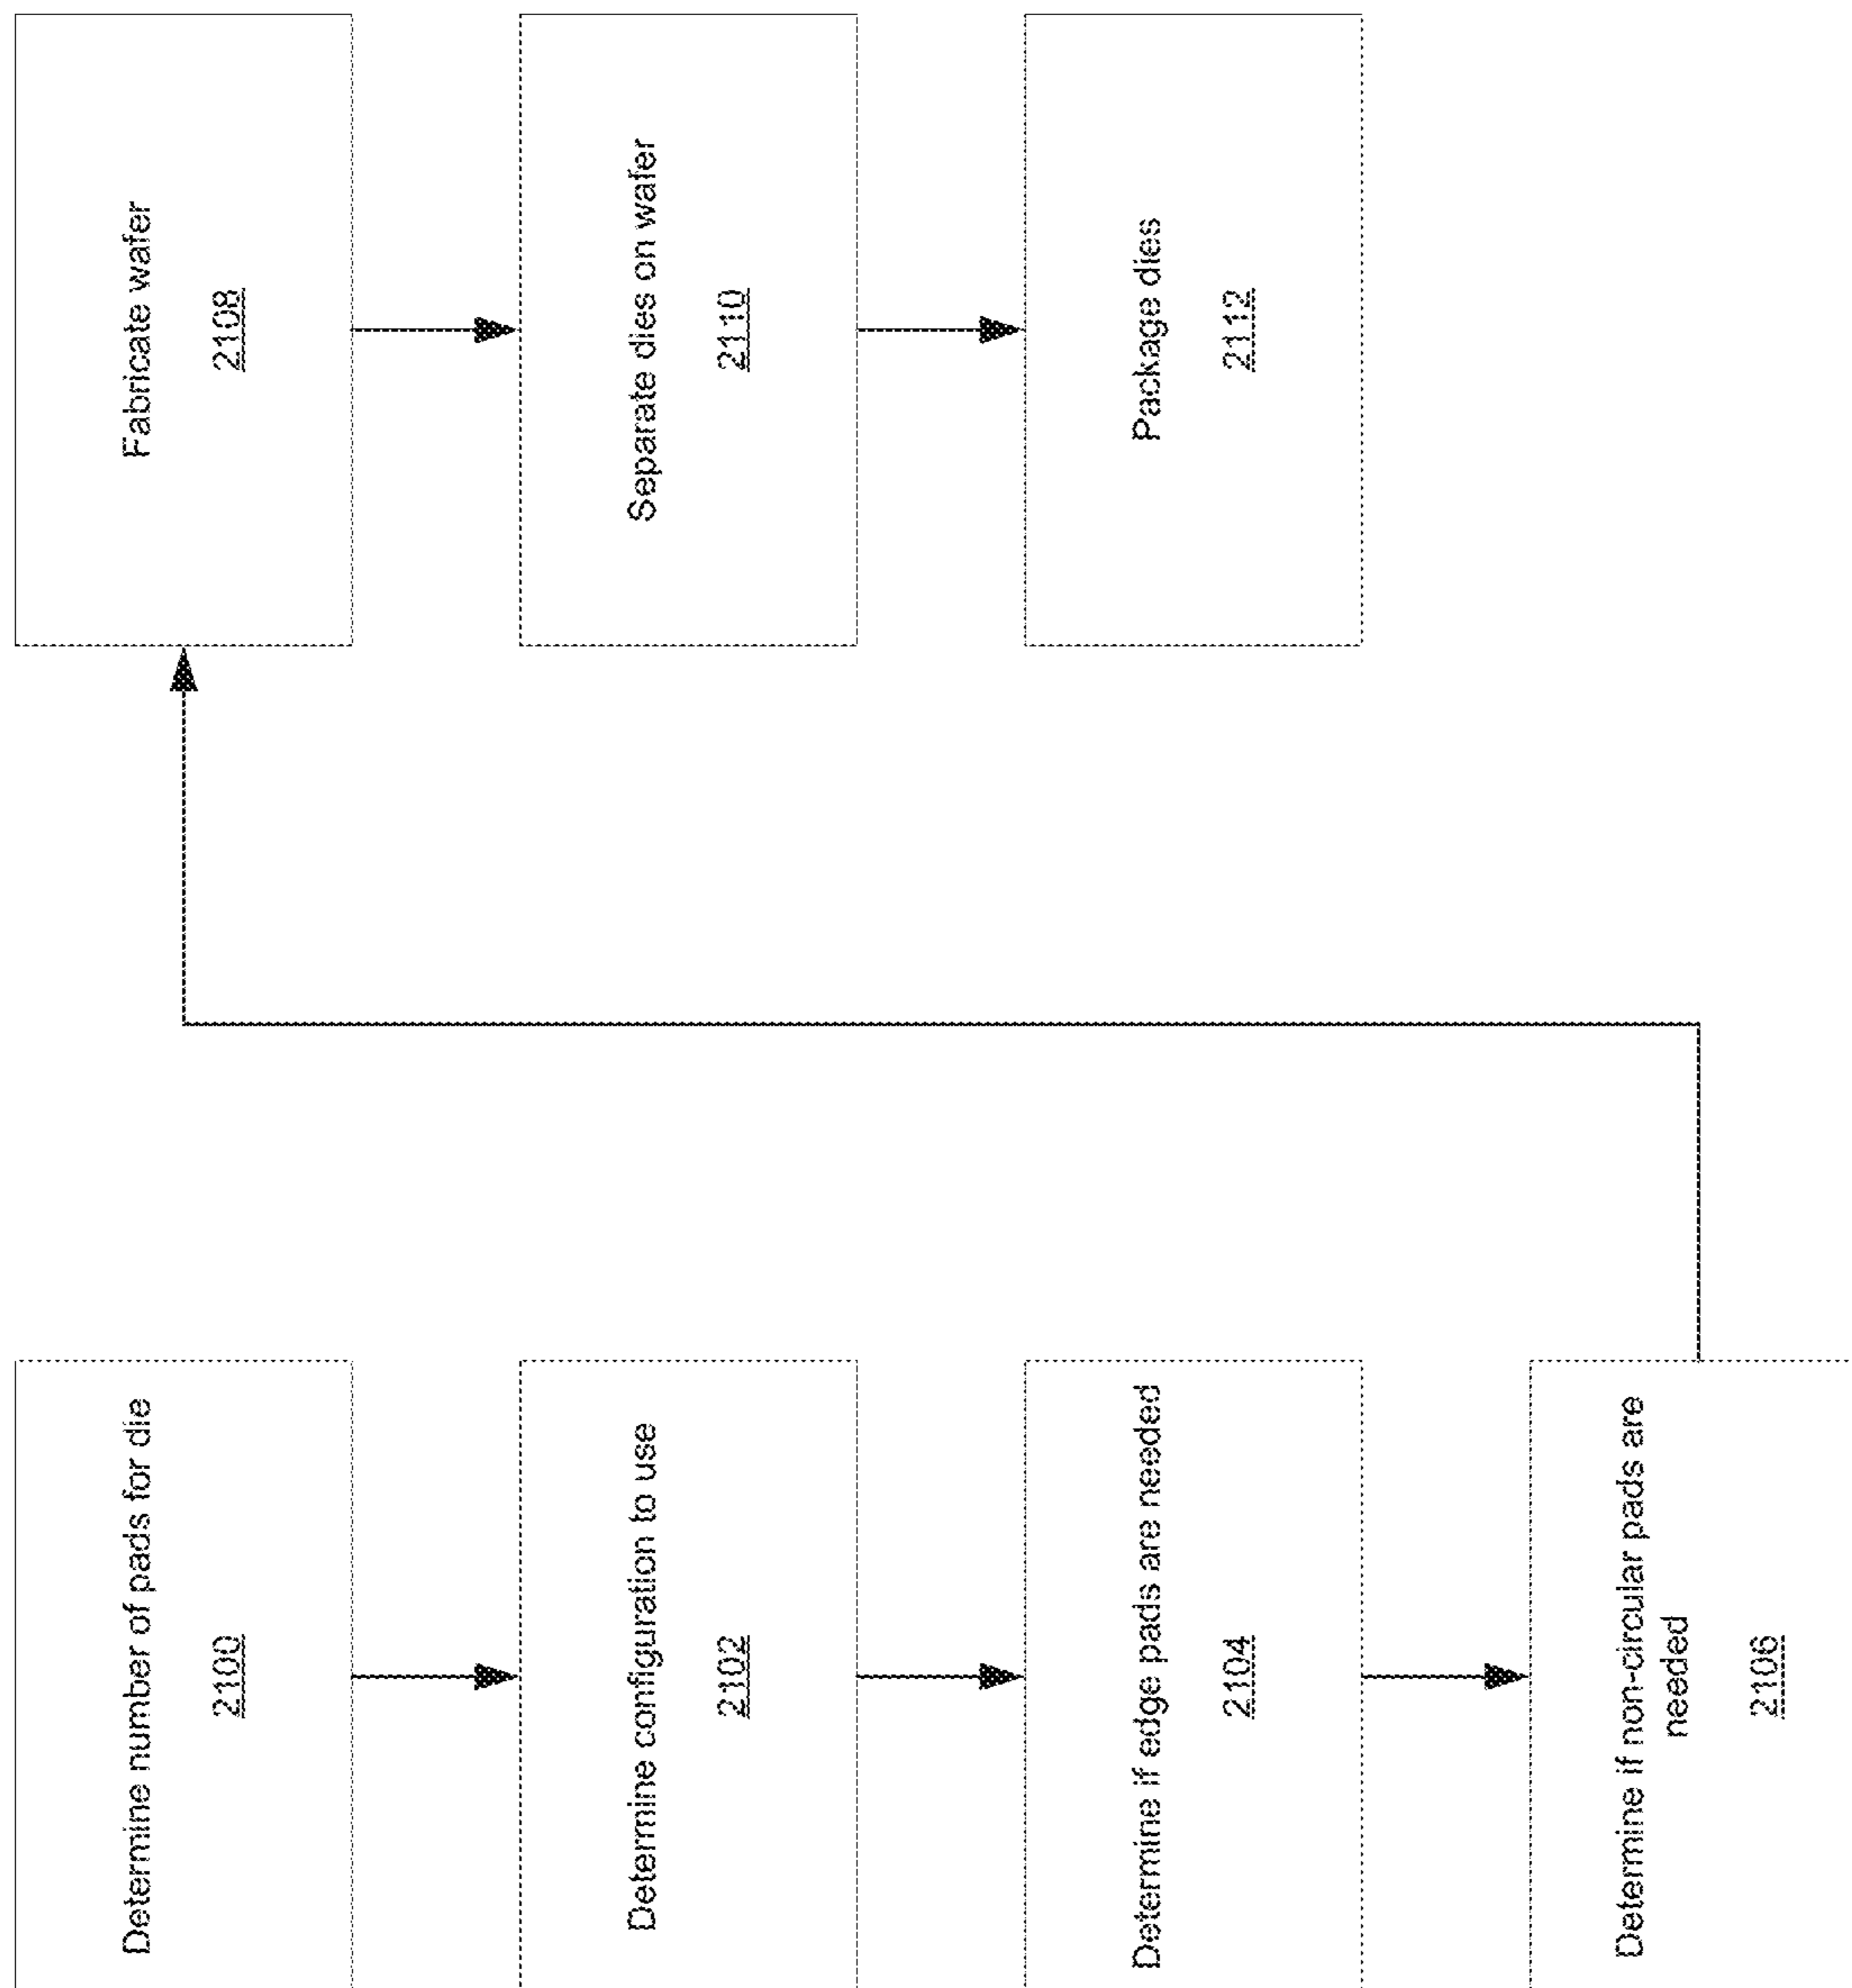 Determine number of pads for die
2100
Determine configuration to use
2102
Determine if edge pads are needed
2104
Determine if non-circular pads are
needed
2106
Fabricate wafer
2108
Separate dies on wafer
2110
Package dies
2112